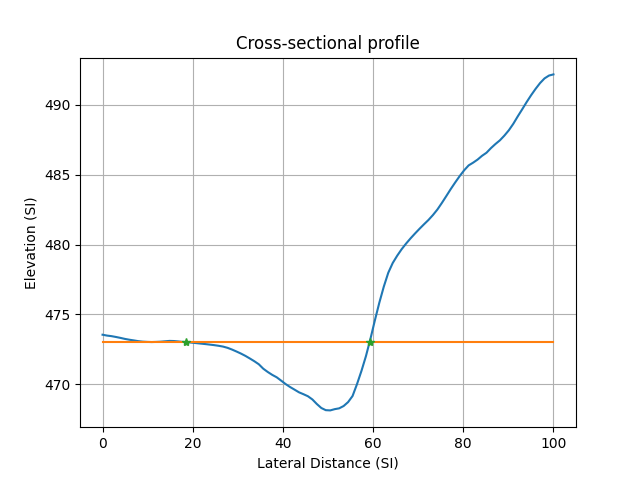 Cross-sectional profile
490
485
480
475
470
Elevation (SI)
0 20 40 60 80 100
Lateral Distance (SI)